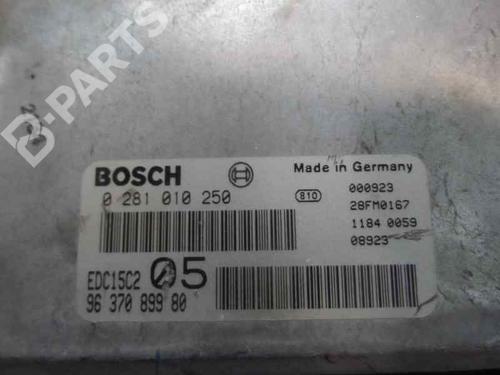 B-Parts
BOSCH
Made in Germany
0 281 010 250
810
000923
28FM0167
1184 0059
08923
EDC15C2 05
96 370 899 80